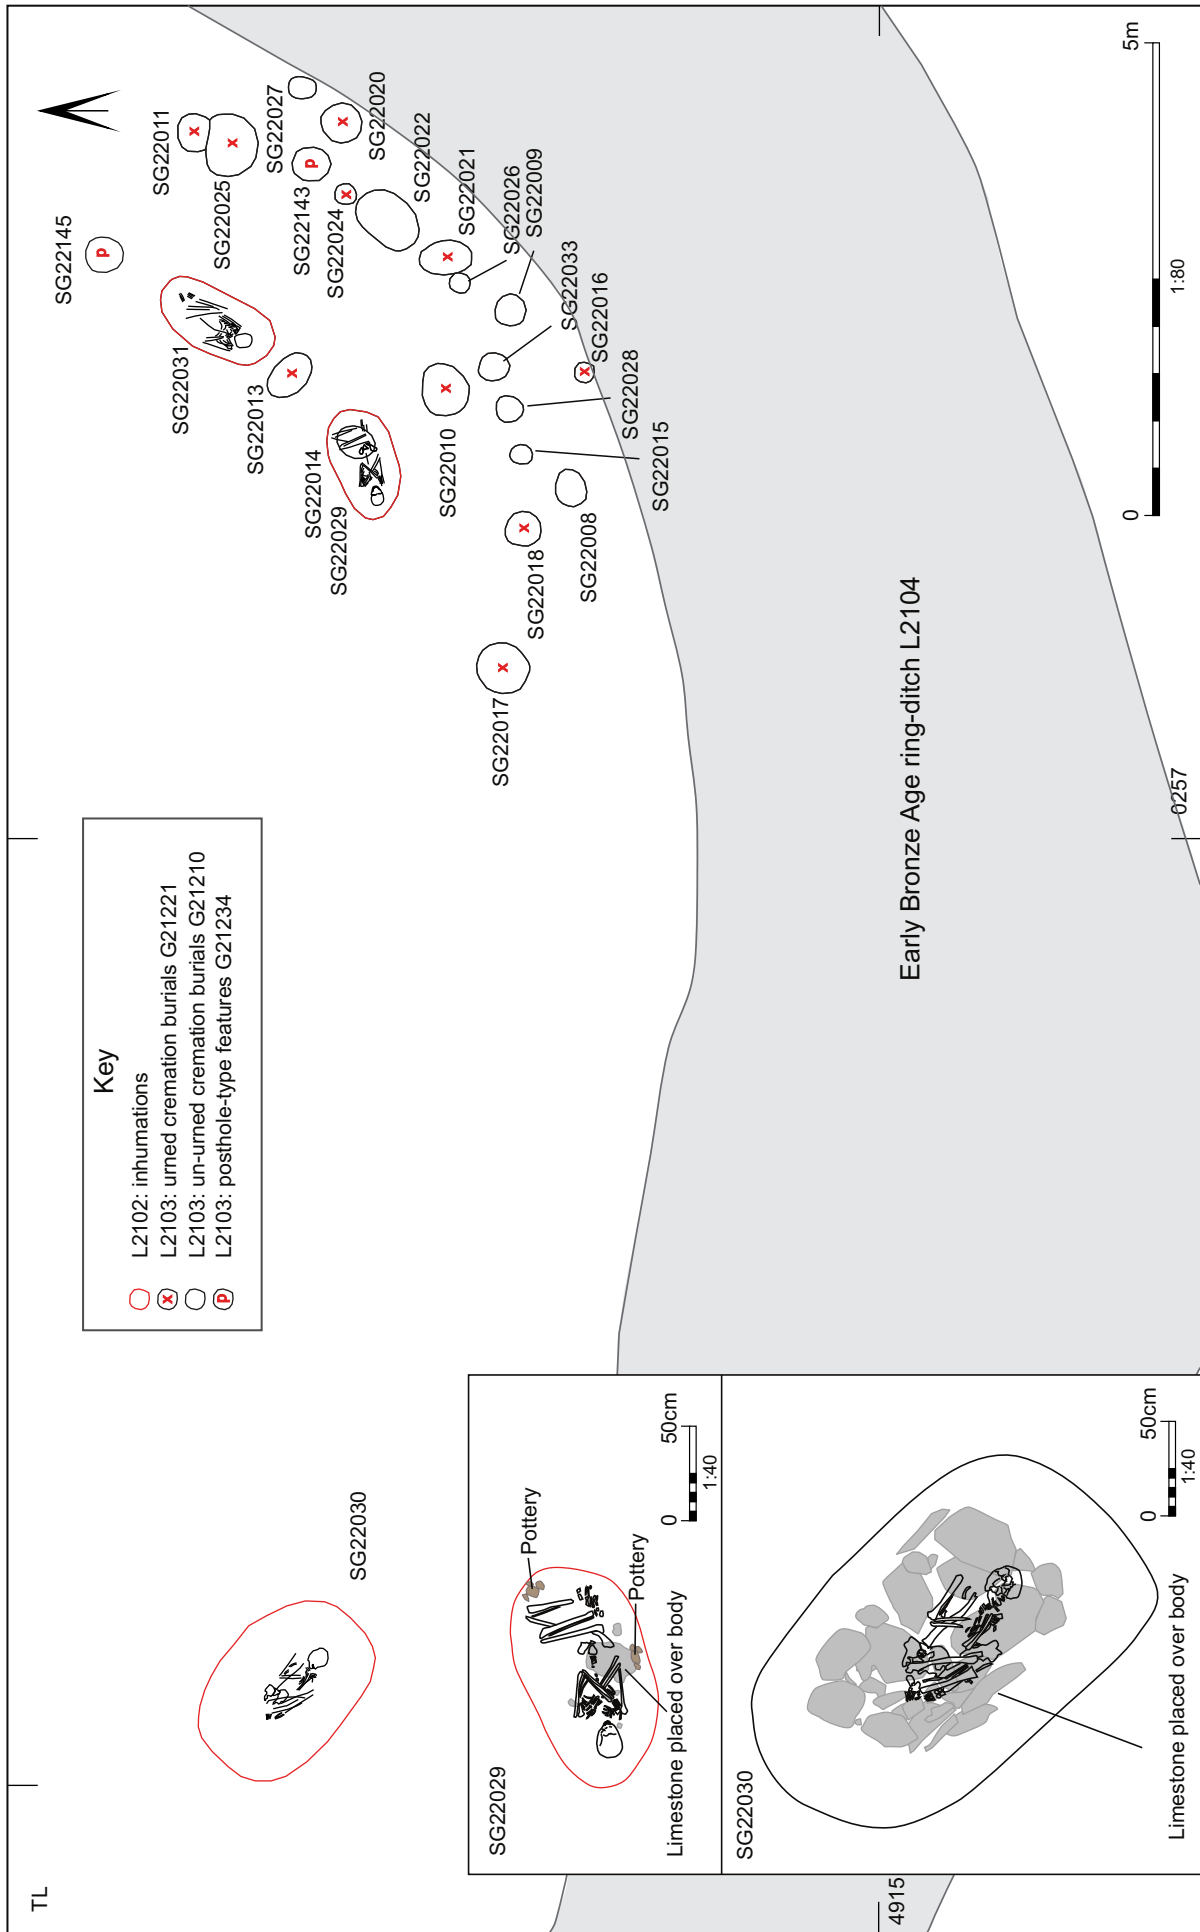 TL
Key
L2102: inhumations
x L2103: urned cremation burials G21221
L2103: un-urned cremation burials G21210
p L2103: posthole-type features G21234
SG22030
SG22145
p
SG22011
x
SG22025
x
SG22031
SG22027
SG22013
x
SG22143
p
SG22020
x
SG22024
x
SG22014
SG22029
SG22022
SG22010
x
SG22021
x
SG22026
SG22009
SG22017
x
SG22018
x
SG22033
SG22016
x
SG22008
SG22028
SG22015
Early Bronze Age ring-ditch L2104
SG22029
Pottery
Pottery
Limestone placed over body
0
50cm
1:40
SG22030
Limestone placed over body
0
50cm
1:40
4915
0257
0
5m
1:80